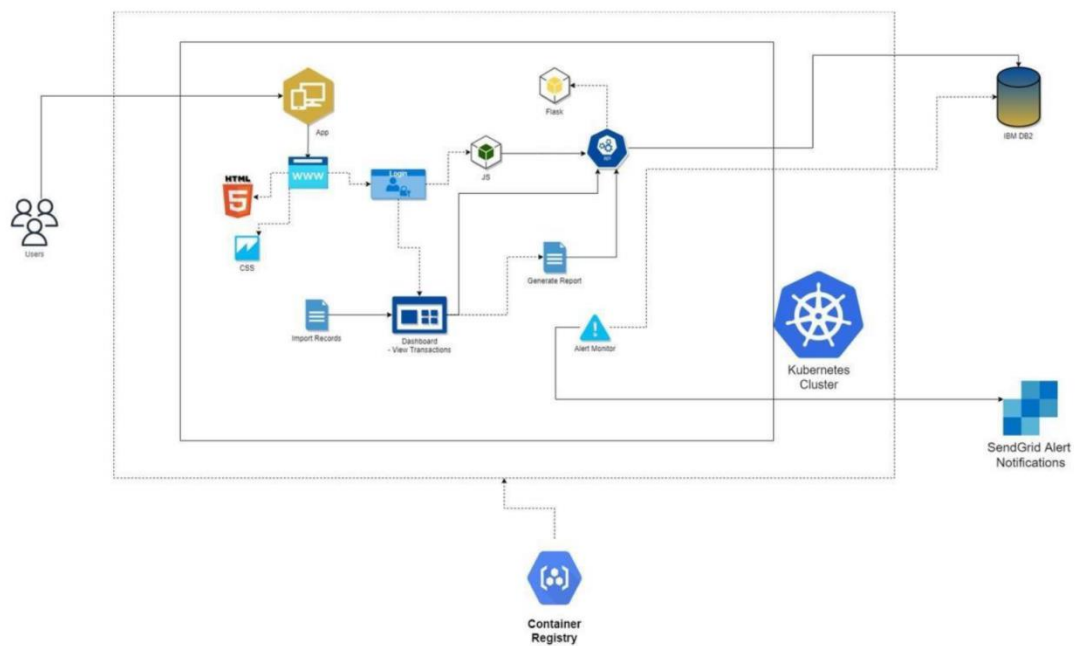 App
Flask
IBM DB2
WWW
Login
JS
HTML
5
CSS
Users
Generate Report
Import Records
Dashboard
- View Transactions
Alert Monitor
Kubernetes
Cluster
SendGrid Alert
Notifications
Container
Registry